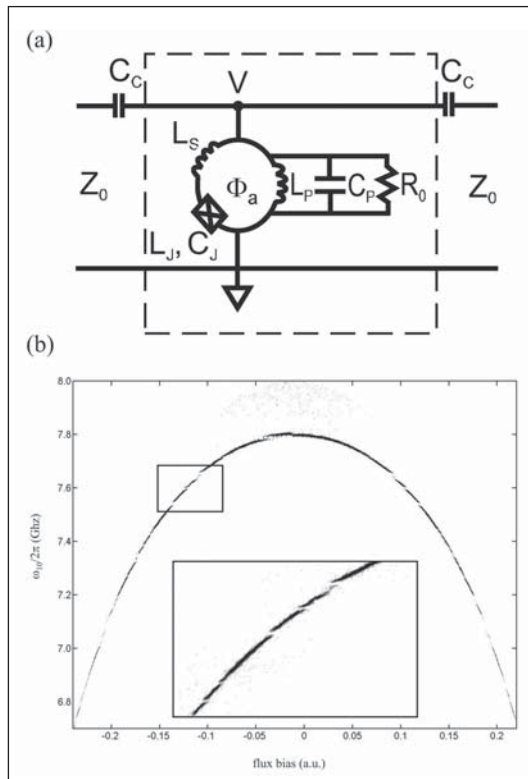 (a)
C_C V C_C
L_S
Z_0 Φ_a L_P C_P R_0 Z_0
L_J, C_J
(b)
8.0
7.8
7.6
7.4
7.2
7.0
6.8
ω_10/2π (Ghz)
-0.2 -0.15 -0.1 -0.05 0 0.05 0.1 0.15 0.2
flux bias (a.u.)